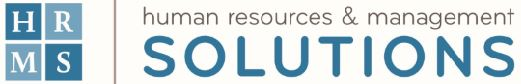 H R
M S
human resources & management
SOLUTIONS